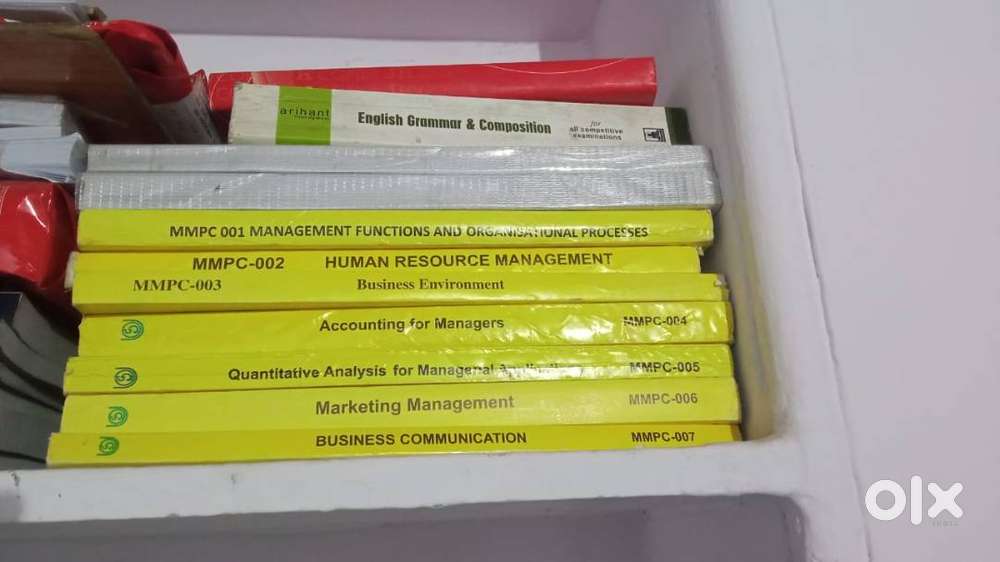 arihant
English Grammar & Composition
for
all competitive
examinations
MMPC 001 MANAGEMENT FUNCTIONS AND ORGANISATIONAL PROCESSES
MMPC-002 HUMAN RESOURCE MANAGEMENT
MMPC-003 Business Environment
Accounting for Managers MMPC-004
Quantitative Analysis for Managerial MMPC-005
Marketing Management MMPC-006
BUSINESS COMMUNICATION MMPC-007
olx
INDIA